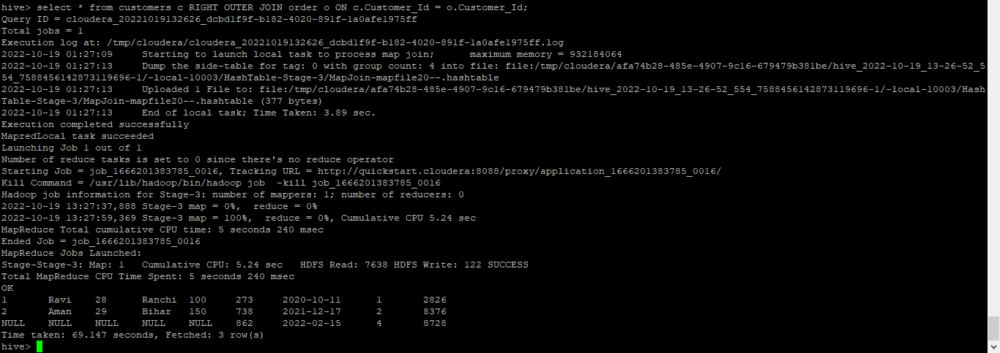 hive> select * from customers c RIGHT OUTER JOIN order o ON c.Customer_Id = o.Customer_Id;
Query ID = cloudera_20221019132626_dcbd1f9f-b182-4020-891f-1a0afe1975ff
Total jobs = 1
Execution log at: /tmp/cloudera/cloudera_20221019132626_dcbd1f9f-b182-4020-891f-1a0afe1975ff.log
2022-10-19 01:27:09     Starting to launch local task to process map join;      maximum memory = 932184064
2022-10-19 01:27:13     Dump the side-table for tag: 0 with group count: 4 into file: file:/tmp/cloudera/afa74b28-485e-4907-9c16-679479b381be/hive_2022-10-19_13-26-52_5
54_7588456142873119696-1/-local-10003/HashTable-Stage-3/MapJoin-mapfile20--.hashtable
2022-10-19 01:27:13     Uploaded 1 File to: file:/tmp/cloudera/afa74b28-485e-4907-9c16-679479b381be/hive_2022-10-19_13-26-52_554_7588456142873119696-1/-local-10003/Hash
Table-Stage-3/MapJoin-mapfile20--.hashtable (377 bytes)
2022-10-19 01:27:13     End of local task; Time Taken: 3.89 sec.
Execution completed successfully
MapredLocal task succeeded
Launching Job 1 out of 1
Number of reduce tasks is set to 0 since there's no reduce operator
Starting Job = job_1666201383785_0016, Tracking URL = http://quickstart.cloudera:8088/proxy/application_1666201383785_0016/
Kill Command = /usr/lib/hadoop/bin/hadoop job  -kill job_1666201383785_0016
Hadoop job information for Stage-3: number of mappers: 1; number of reducers: 0
2022-10-19 13:27:37,888 Stage-3 map = 0%,  reduce = 0%
2022-10-19 13:27:59,369 Stage-3 map = 100%,  reduce = 0%, Cumulative CPU 5.24 sec
MapReduce Total cumulative CPU time: 5 seconds 240 msec
Ended Job = job_1666201383785_0016
MapReduce Jobs Launched:
Stage-Stage-3: Map: 1   Cumulative CPU: 5.24 sec   HDFS Read: 7638 HDFS Write: 122 SUCCESS
Total MapReduce CPU Time Spent: 5 seconds 240 msec
OK
1       Ravi    28      Ranchi  100     273     2020-10-11      1       2826
2       Aman    29      Bihar   150     738     2021-12-17      2       8376
NULL    NULL    NULL    NULL    NULL    862     2022-02-15      4       8728
Time taken: 69.147 seconds, Fetched: 3 row(s)
hive>